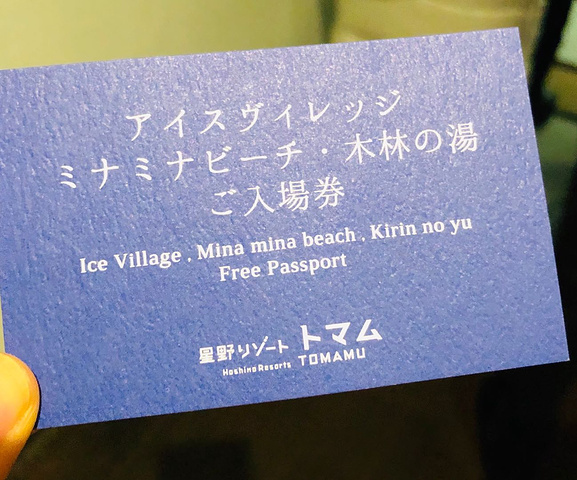 アイスヴィレッジ
ミナミナビーチ・木林の湯
ご入場券
Ice Village . Mina mina beach . Kirin no yu
Free Passport
星野リゾート トマム
Hoshino Resorts TOMAMU